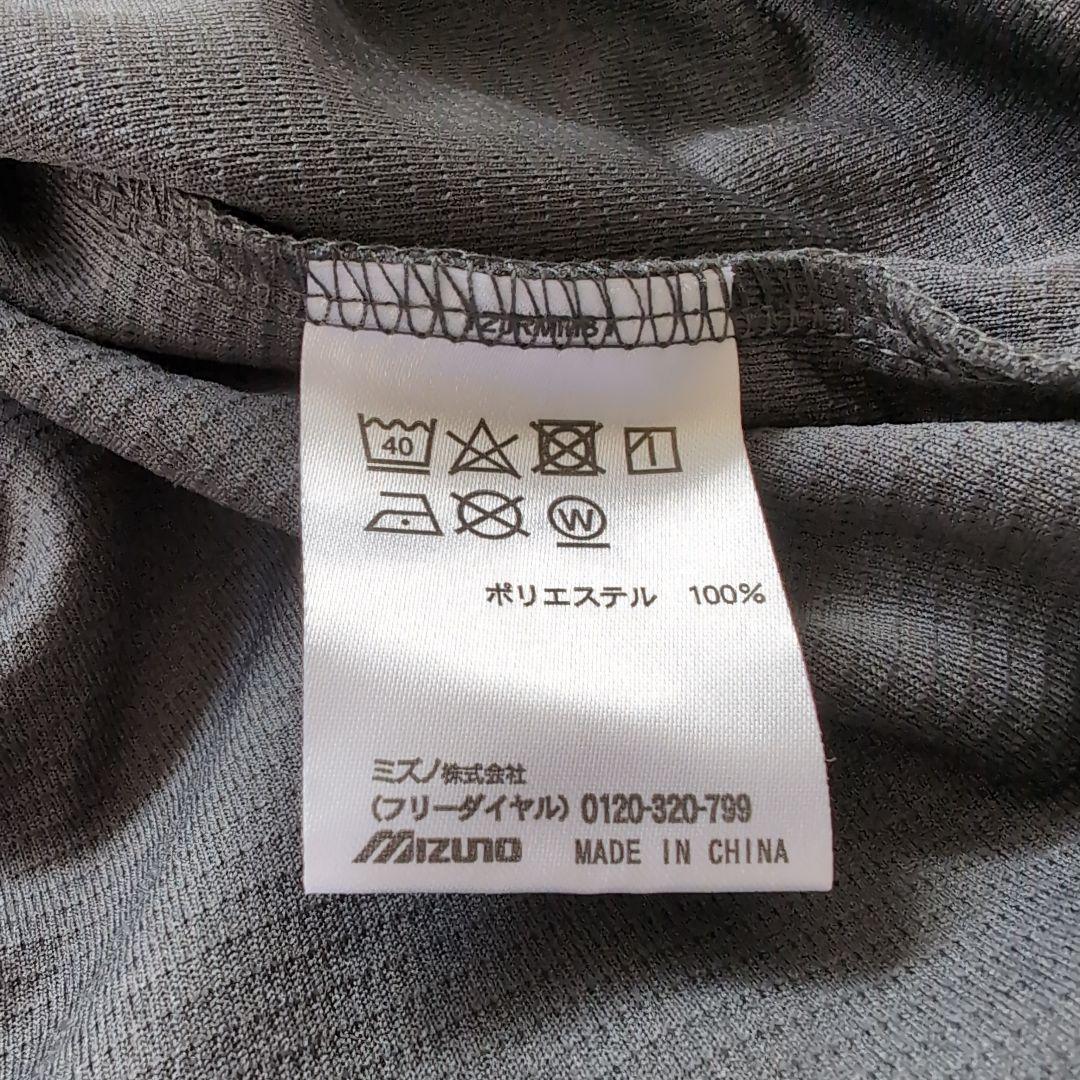 40
W
ポリエステル 100%
ミズノ株式会社
(フリーダイヤル) 0120-320-799
MIZUNO MADE IN CHINA